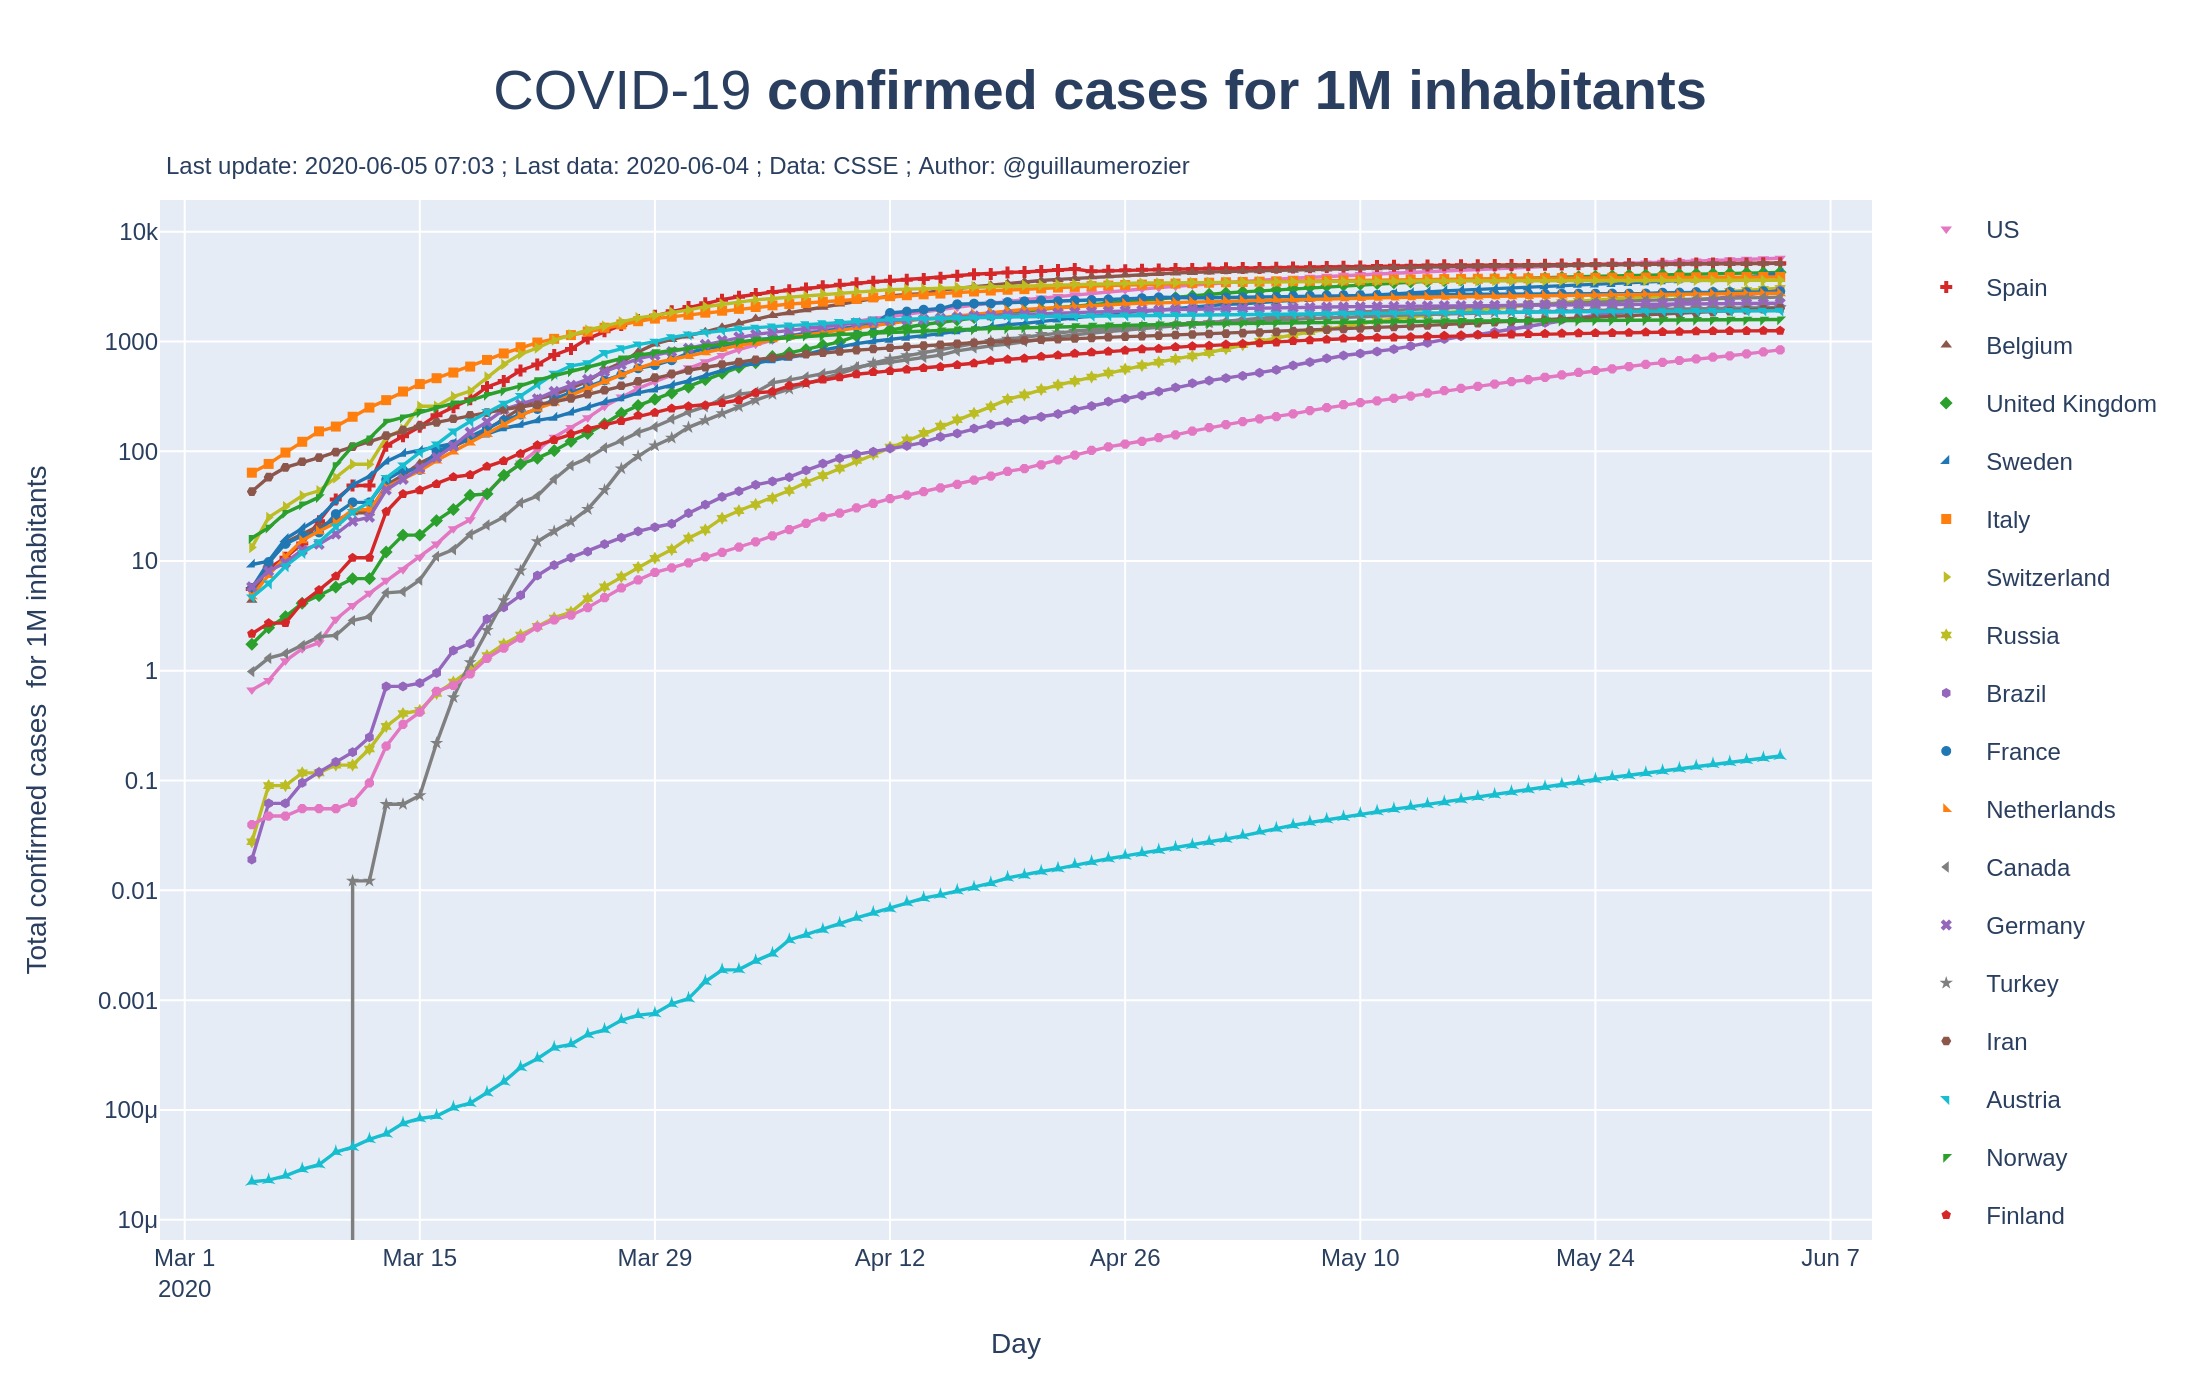 COVID-19 confirmed cases for 1M inhabitants
Last update: 2020-06-05 07:03 ; Last data: 2020-06-04 ; Data: CSSE ; Author: @guillaumerozier
Total confirmed cases for 1M inhabitants
10k
1000
100
10
1
0.1
0.01
0.001
100μ
10μ
Mar 1
2020
Mar 15
Mar 29
Apr 12
Apr 26
May 10
May 24
Jun 7
Day
US
Spain
Belgium
United Kingdom
Sweden
Italy
Switzerland
Russia
Brazil
France
Netherlands
Canada
Germany
Turkey
Iran
Austria
Norway
Finland